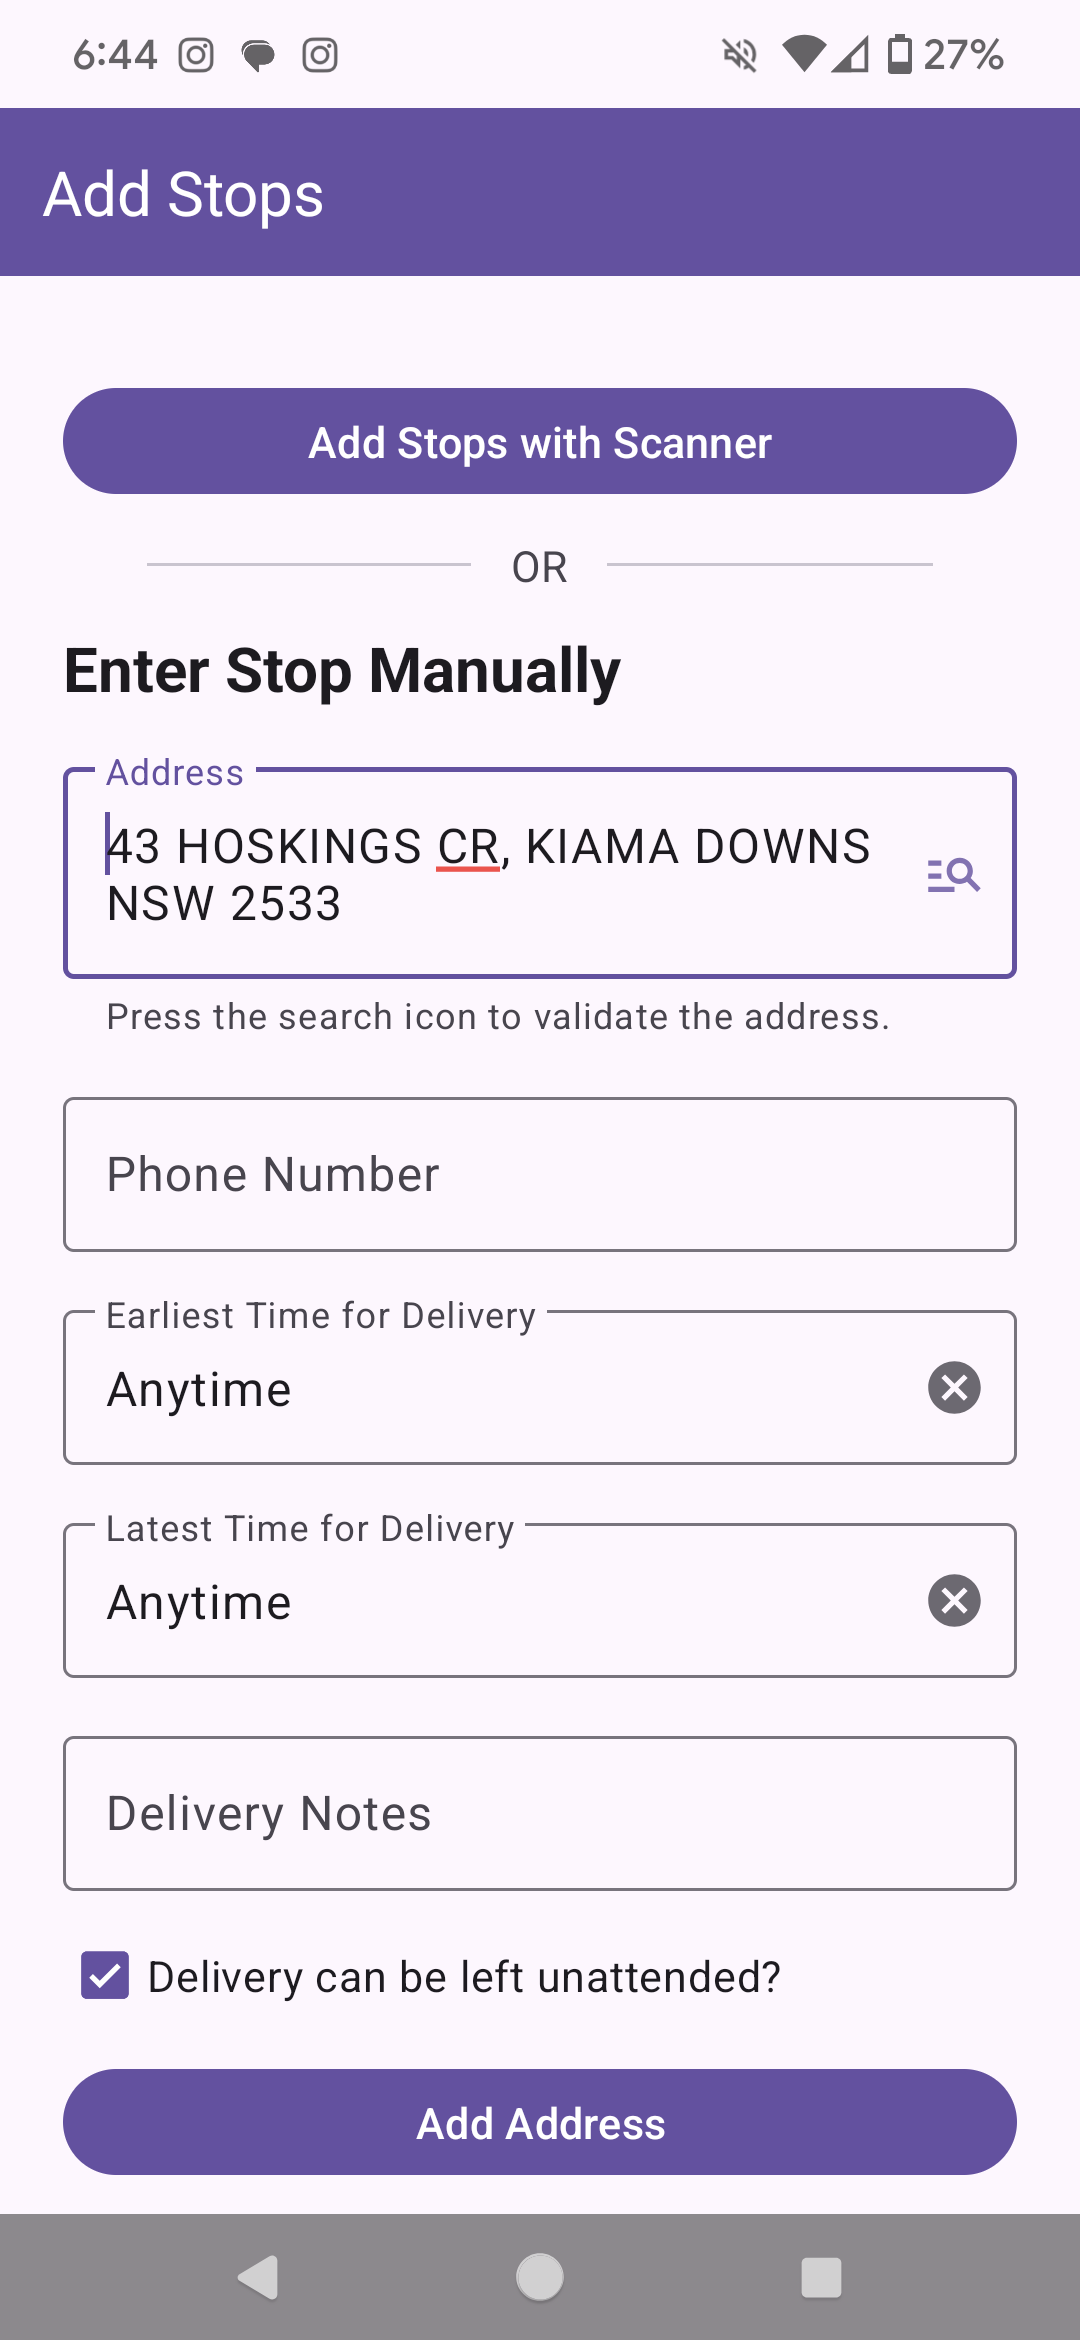 6:44
27%
Add Stops
Add Stops with Scanner
OR
Enter Stop Manually
Address
43 HOSKINGS CR, KIAMA DOWNS
NSW 2533
Press the search icon to validate the address.
Phone Number
Earliest Time for Delivery
Anytime
Latest Time for Delivery
Anytime
Delivery Notes
Delivery can be left unattended?
Add Address